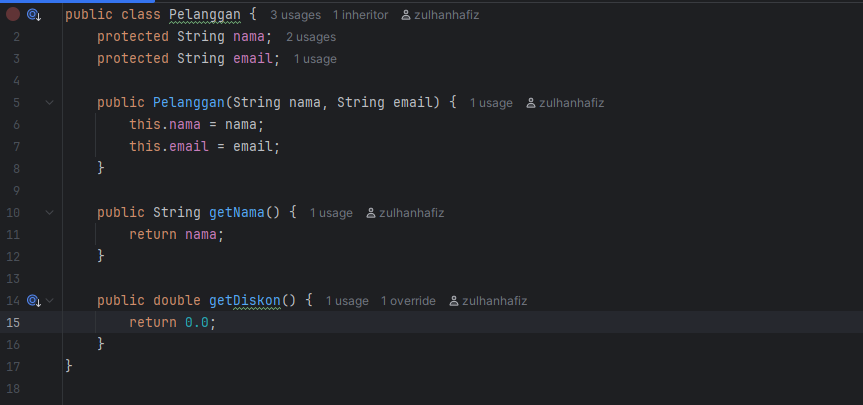 public class Pelanggan { 3 usages 1 inheritor zulhanhafiz
2 protected String nama; 2 usages
3 protected String email; 1 usage
4
5 public Pelanggan(String nama, String email) { 1 usage zulhanhafiz
6 this.nama = nama;
7 this.email = email;
8 }
9
10 public String getNama() { 1 usage zulhanhafiz
11 return nama;
12 }
13
14 public double getDiskon() { 1 usage 1 override zulhanhafiz
15 return 0.0;
16 }
17 }
18